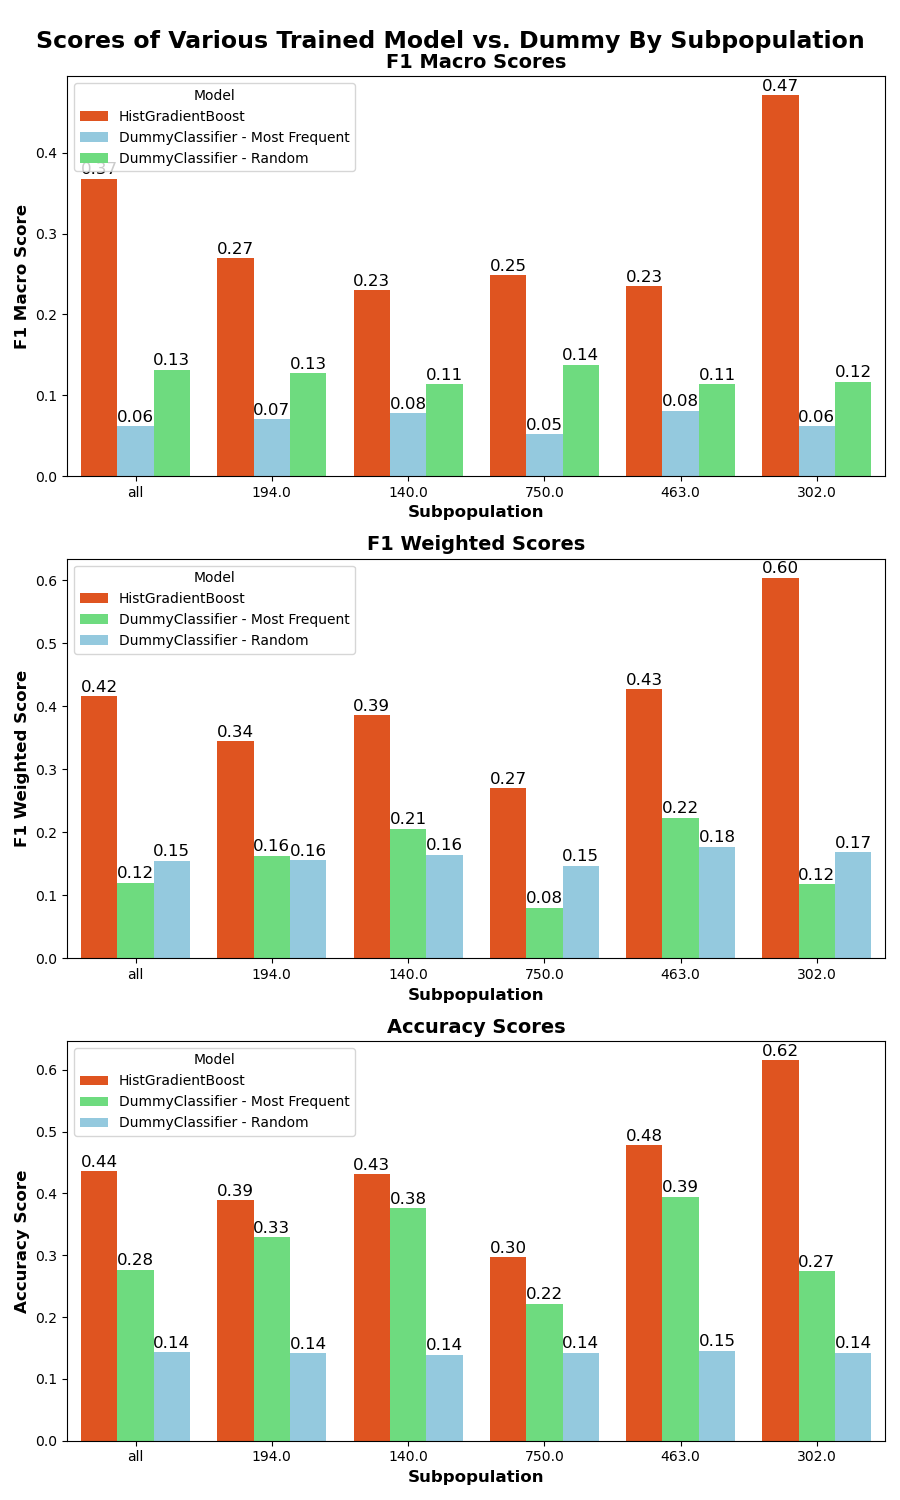 Scores of Various Trained Model vs. Dummy By Subpopulation
F1 Macro Scores
Model
HistGradientBoost
DummyClassifier - Most Frequent
DummyClassifier - Random
F1 Macro Score
0.4
0.3
0.2
0.1
0.0
0.37
0.06
0.13
0.27
0.07
0.13
0.23
0.08
0.11
0.25
0.05
0.14
0.23
0.08
0.11
0.47
0.06
0.12
all 194.0 140.0 750.0 463.0 302.0
Subpopulation
F1 Weighted Scores
Model
HistGradientBoost
DummyClassifier - Most Frequent
DummyClassifier - Random
F1 Weighted Score
0.6
0.5
0.4
0.3
0.2
0.1
0.0
0.42
0.12
0.15
0.34
0.16
0.16
0.39
0.21
0.16
0.27
0.08
0.15
0.43
0.22
0.18
0.60
0.12
0.17
all 194.0 140.0 750.0 463.0 302.0
Subpopulation
Accuracy Scores
Model
HistGradientBoost
DummyClassifier - Most Frequent
DummyClassifier - Random
Accuracy Score
0.6
0.5
0.4
0.3
0.2
0.1
0.0
0.44
0.28
0.14
0.39
0.33
0.14
0.43
0.38
0.14
0.30
0.22
0.14
0.48
0.39
0.15
0.62
0.27
0.14
all 194.0 140.0 750.0 463.0 302.0
Subpopulation